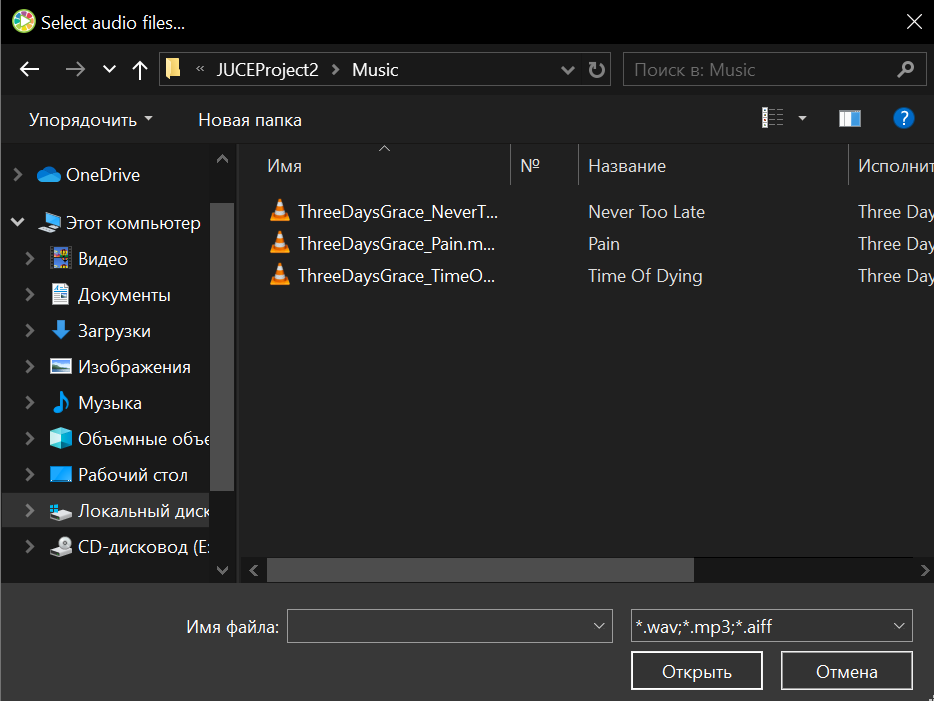 Select audio files...
« JUCEProject2 > Music
Поиск в: Music
Упорядочить
Новая папка
?
OneDrive
Этот компьютер
Видео
Документы
Загрузки
Изображения
Музыка
Объемные объе
Рабочий стол
Локальный диск
CD-дисковод (E:
Имя № Название Исполнит
ThreeDaysGrace_NeverT... Never Too Late Three Day
ThreeDaysGrace_Pain.m... Pain Three Day
ThreeDaysGrace_TimeO... Time Of Dying Three Day
Имя файла:
*.wav;*.mp3;*.aiff
Открыть
Отмена